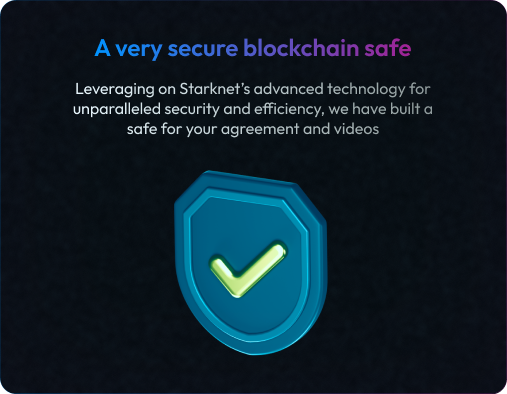 A very secure blockchain safe
Leveraging on Starknet's advanced technology for
unparalleled security and efficiency, we have built a
safe for your agreement and videos